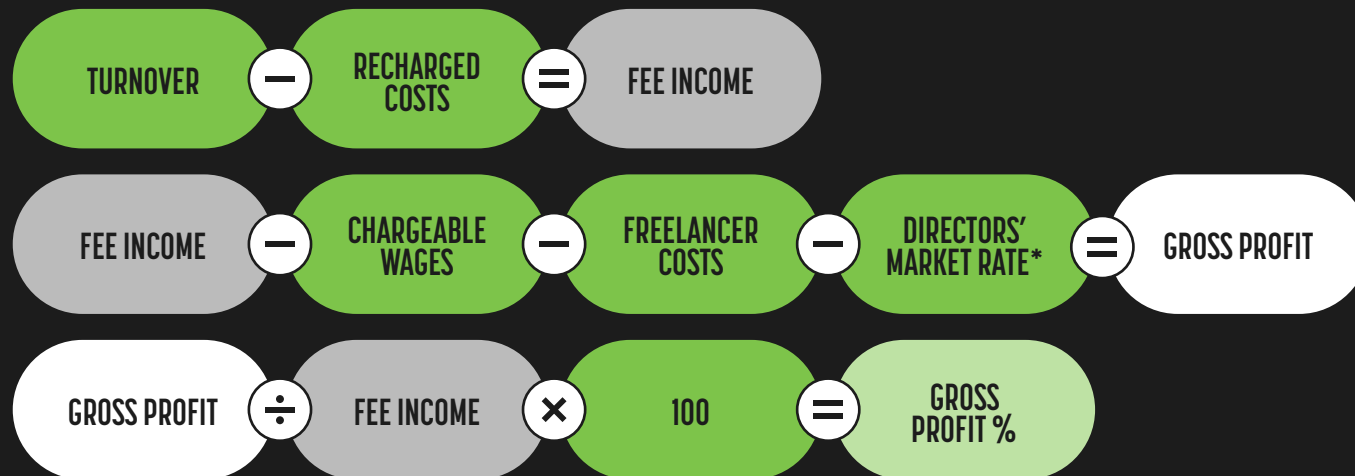 TURNOVER − RECHARGED COSTS = FEE INCOME
FEE INCOME − CHARGEABLE WAGES − FREELANCER COSTS − DIRECTORS’ MARKET RATE* = GROSS PROFIT
GROSS PROFIT ÷ FEE INCOME × 100 = GROSS PROFIT %